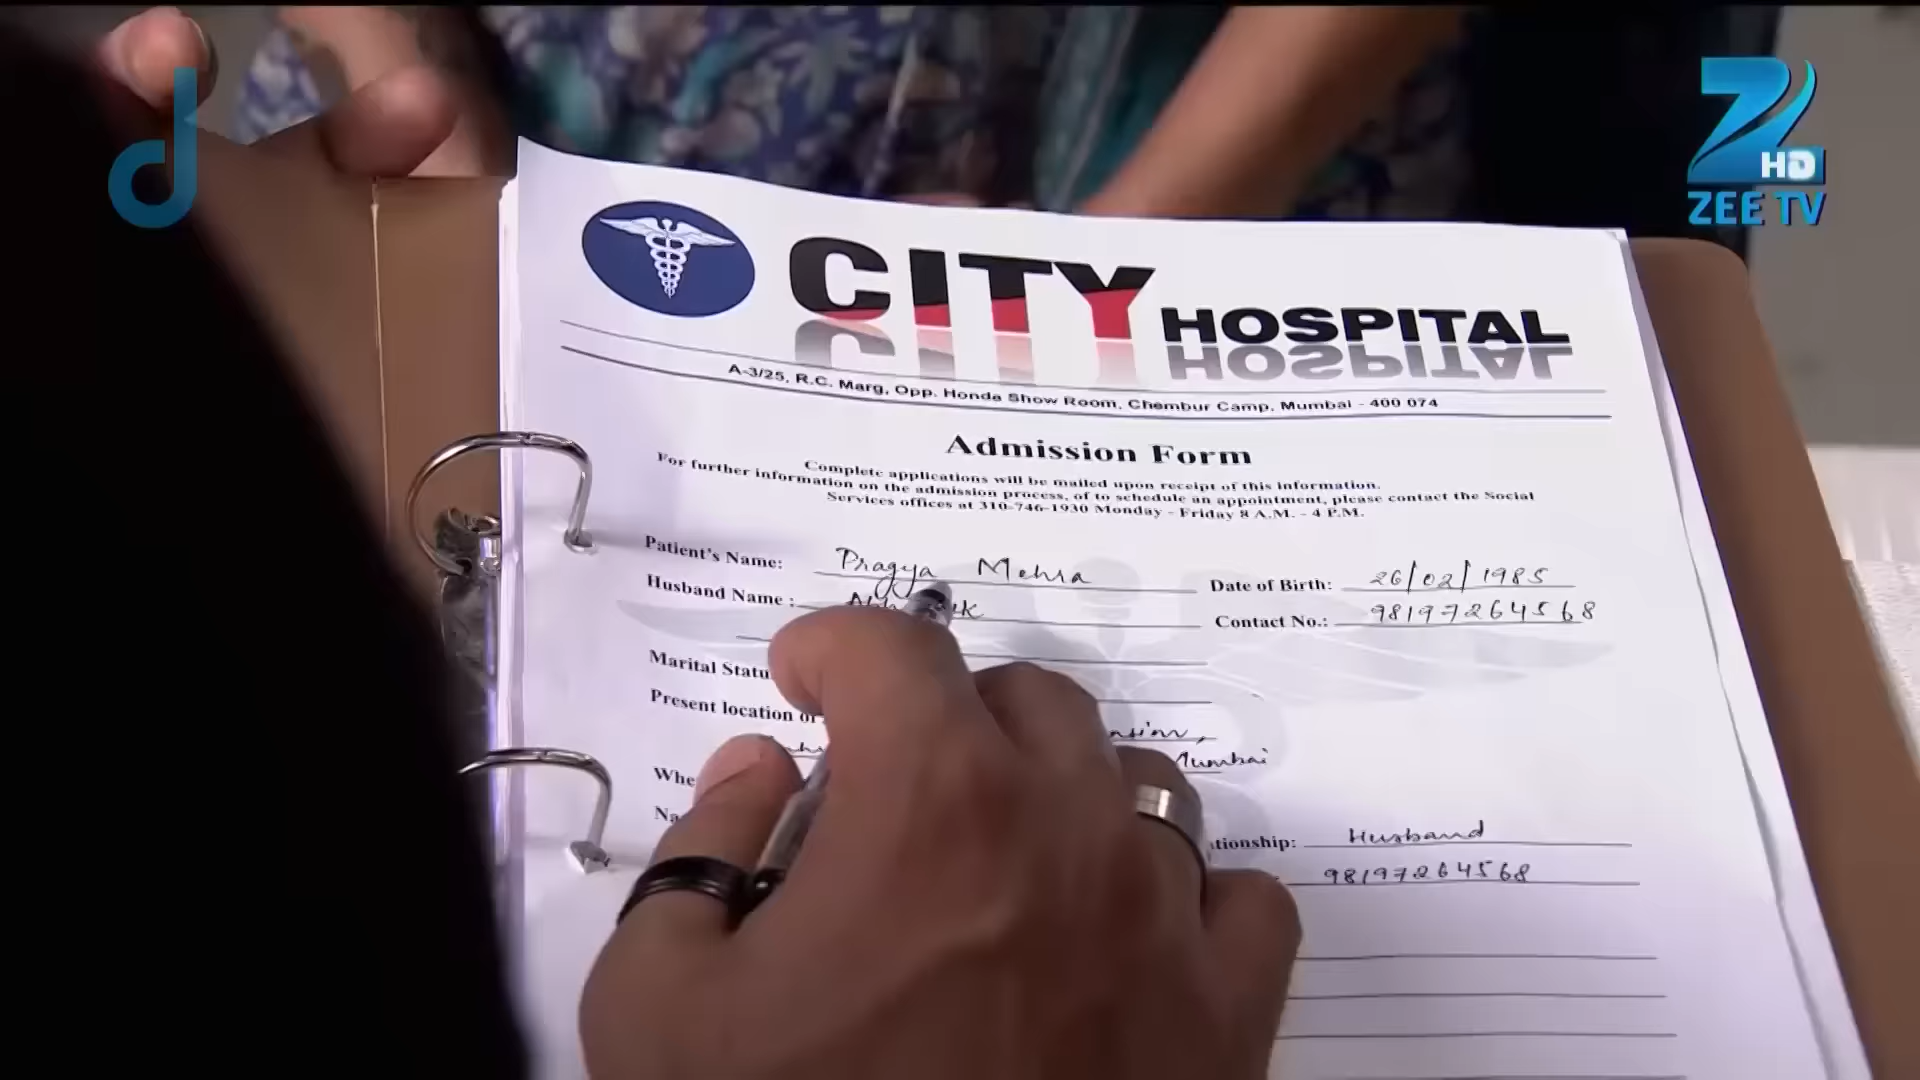 HD
ZEE TV
CITY HOSPITAL
A-3/25, R.C. Marg, Opp. Honda Show Room, Chembur Camp, Mumbai - 400 074
Admission Form
Complete applications will be mailed upon receipt of this information.
For further information on the admission process, of to schedule an appointment, please contact the Social
Services offices at 310-746-1930 Monday - Friday 8 A.M. - 4 P.M.
Patient's Name: Pragya Mehra Date of Birth: 26/02/1985
Husband Name : Contact No.: 98197264568
Marital
Present location
Mumbai
Husband
98197264568